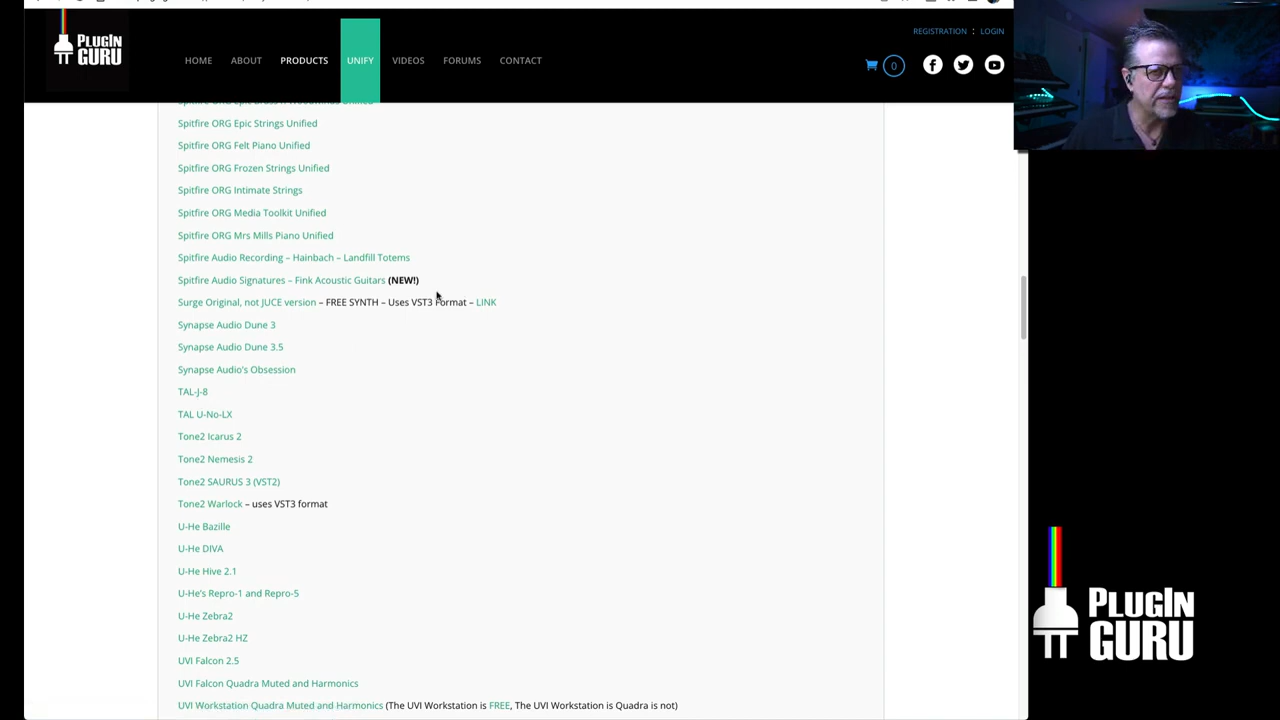 PLUGIN
GURU
HOME
ABOUT
PRODUCTS
UNIFY
VIDEOS
FORUMS
CONTACT
REGISTRATION : LOGIN
0
Spitfire ORG Epic Strings Unified
Spitfire ORG Felt Piano Unified
Spitfire ORG Frozen Strings Unified
Spitfire ORG Intimate Strings
Spitfire ORG Media Toolkit Unified
Spitfire ORG Mrs Mills Piano Unified
Spitfire Audio Recording – Hainbach – Landfill Totems
Spitfire Audio Signatures – Fink Acoustic Guitars (NEW!)
Surge Original, not JUCE version – FREE SYNTH – Uses VST3 Format – LINK
Synapse Audio Dune 3
Synapse Audio Dune 3.5
Synapse Audio's Obsession
TAL-J-8
TAL U-No-LX
Tone2 Icarus 2
Tone2 Nemesis 2
Tone2 SAURUS 3 (VST2)
Tone2 Warlock – uses VST3 format
U-He Bazille
U-He DIVA
U-He Hive 2.1
U-He's Repro-1 and Repro-5
U-He Zebra2
U-He Zebra2 HZ
UVI Falcon 2.5
UVI Falcon Quadra Muted and Harmonics
UVI Workstation Quadra Muted and Harmonics (The UVI Workstation is FREE, The UVI Workstation is Quadra is not)
PLUGIN
GURU